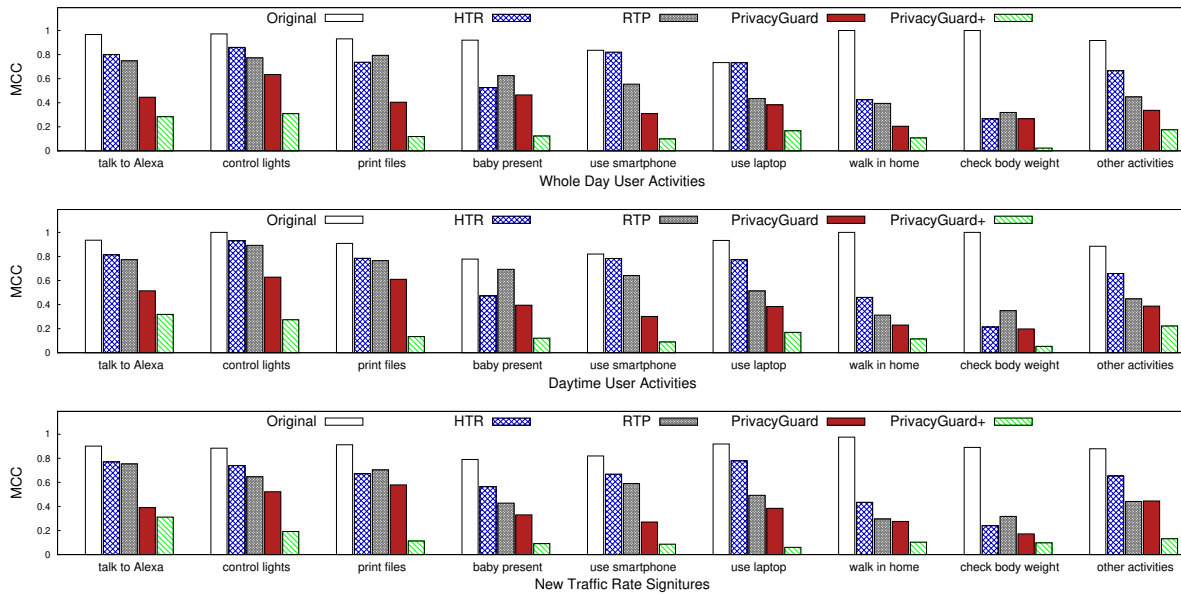 Original HTR RTP PrivacyGuard PrivacyGuard+
1
0.8
0.6
0.4
0.2
0
MCC
talk to Alexa control lights print files baby present use smartphone use laptop walk in home check body weight other activities
Whole Day User Activities
Original HTR RTP PrivacyGuard PrivacyGuard+
1
0.8
0.6
0.4
0.2
0
MCC
talk to Alexa control lights print files baby present use smartphone use laptop walk in home check body weight other activities
Daytime User Activities
Original HTR RTP PrivacyGuard PrivacyGuard+
1
0.8
0.6
0.4
0.2
0
MCC
talk to Alexa control lights print files baby present use smartphone use laptop walk in home check body weight other activities
New Traffic Rate Signitures